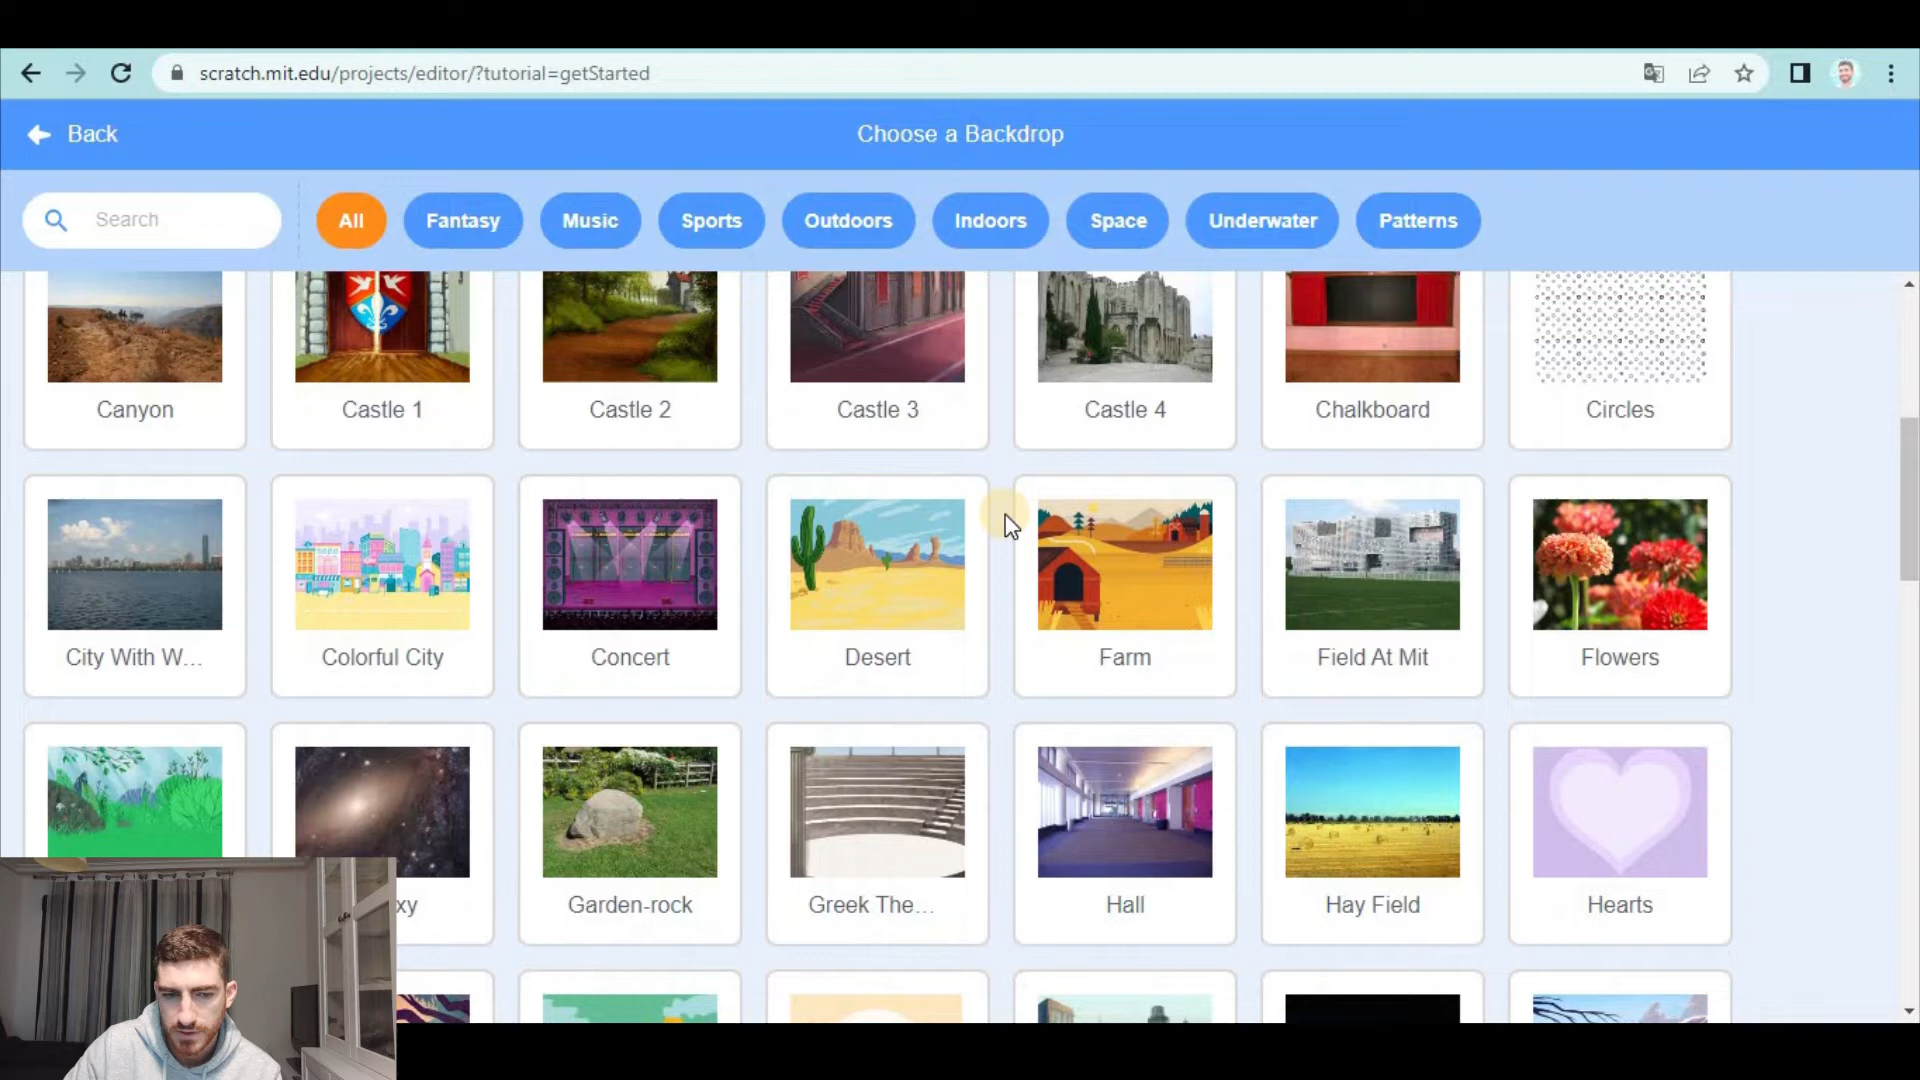 scratch.mit.edu/projects/editor/?tutorial=getStarted
Back
Choose a Backdrop
Search
All
Fantasy
Music
Sports
Outdoors
Indoors
Space
Underwater
Patterns
Canyon
Castle 1
Castle 2
Castle 3
Castle 4
Chalkboard
Circles
City With W...
Colorful City
Concert
Desert
Farm
Field At Mit
Flowers
xy
Garden-rock
Greek The...
Hall
Hay Field
Hearts